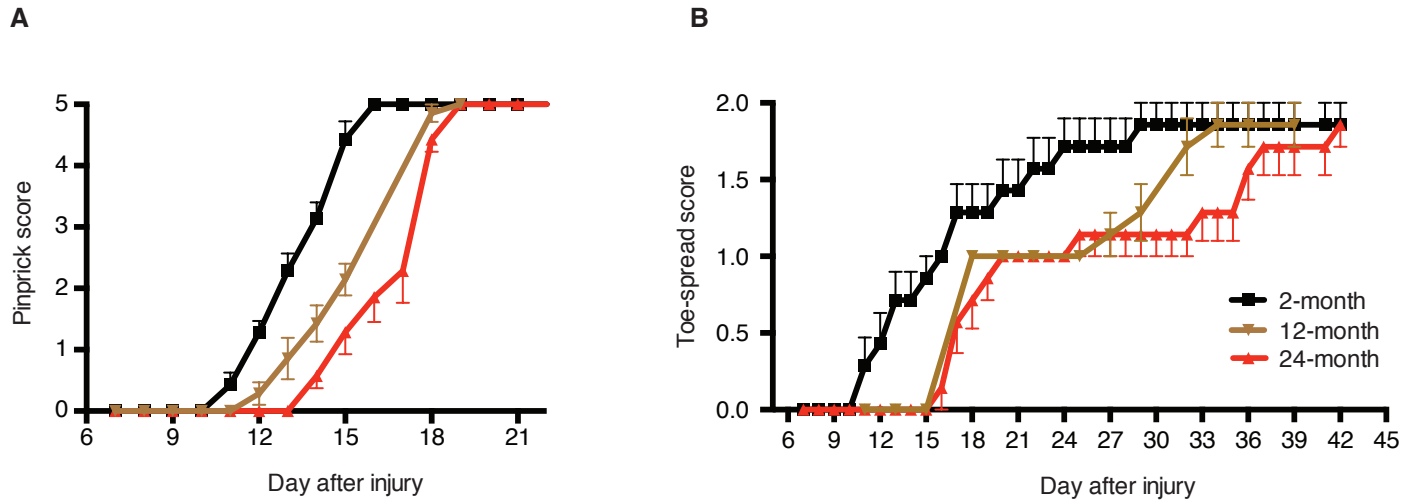 A
B
Pinprick score
5
4
3
2
1
0
6 9 12 15 18 21
Day after injury
Toe-spread score
2.0
1.5
1.0
0.5
0.0
6 9 12 15 18 21 24 27 30 33 36 39 42 45
Day after injury
2-month
12-month
24-month